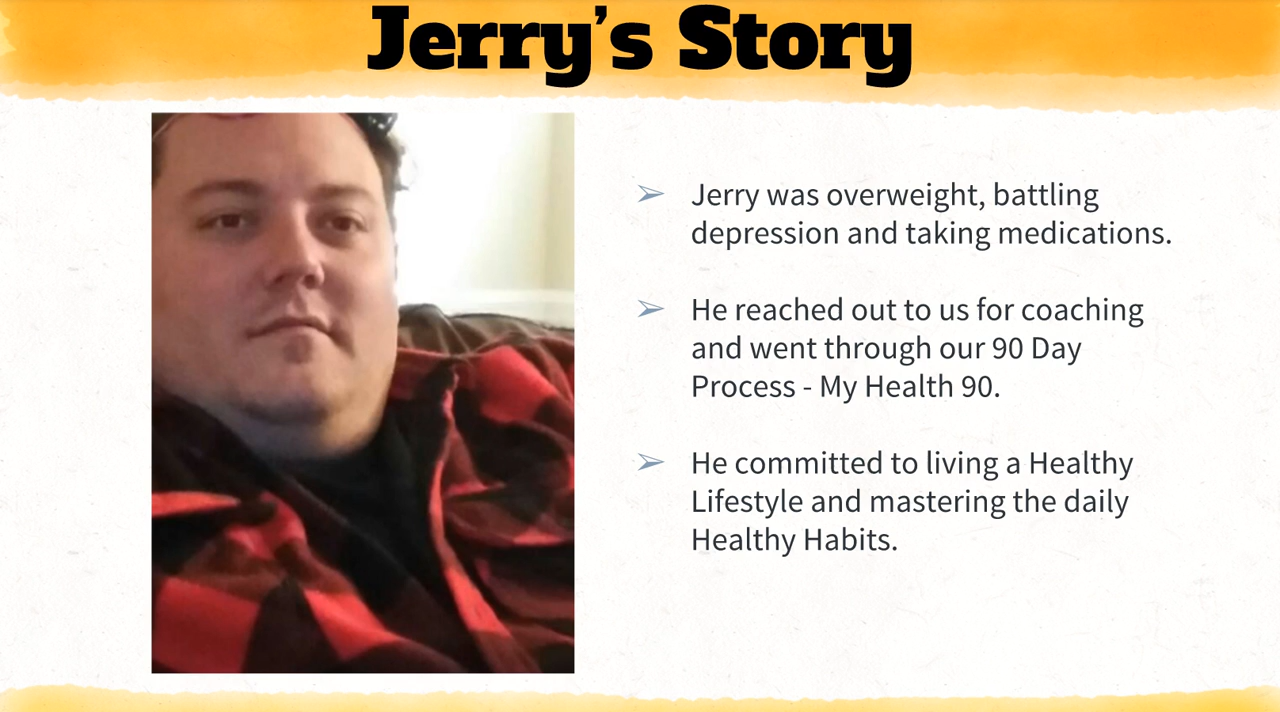 Jerry’s Story
➢ Jerry was overweight, battling
depression and taking medications.
➢ He reached out to us for coaching
and went through our 90 Day
Process - My Health 90.
➢ He committed to living a Healthy
Lifestyle and mastering the daily
Healthy Habits.